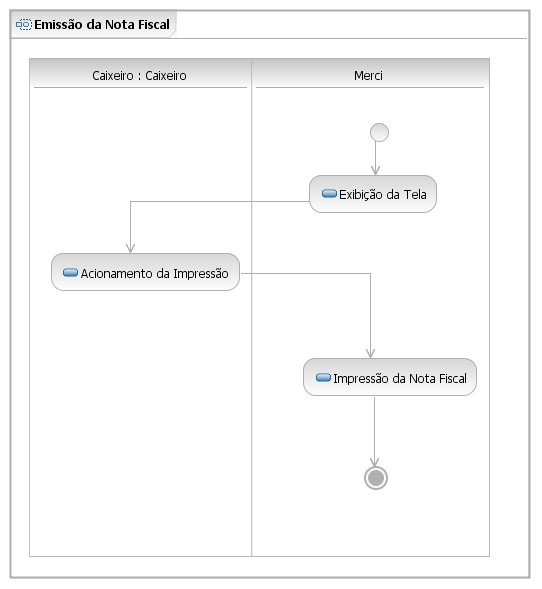 Emissão da Nota Fiscal
Caixeiro : Caixeiro
Merci
Exibição da Tela
Acionamento da Impressão
Impressão da Nota Fiscal